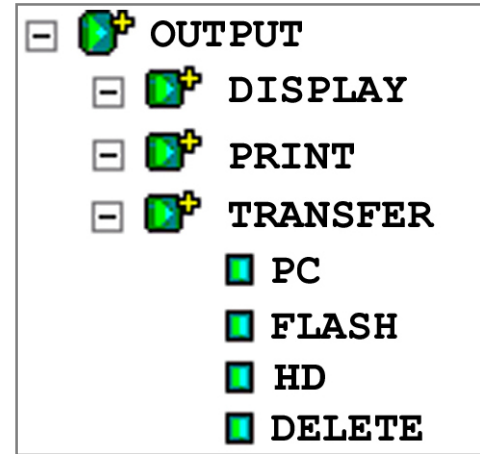 OUTPUT
DISPLAY
PRINT
TRANSFER
PC
FLASH
HD
DELETE